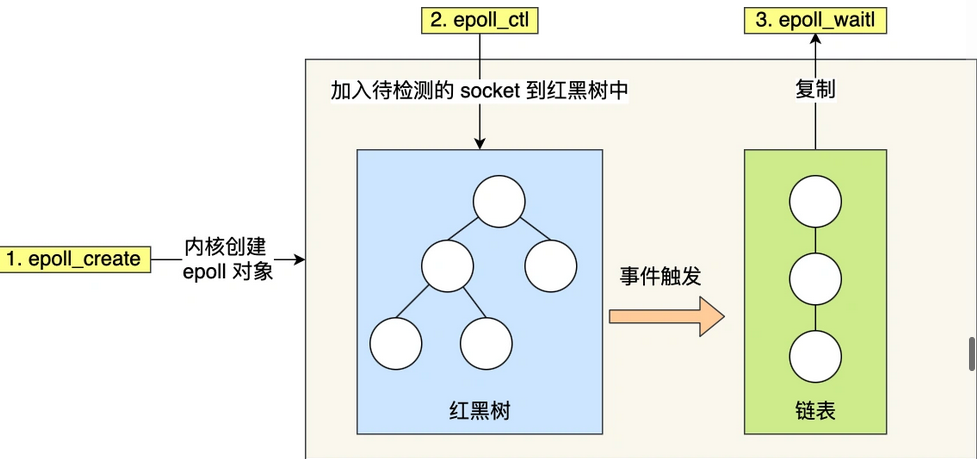 2. epoll_ctl
3. epoll_waitl
加入待检测的 socket 到红黑树中
复制
1. epoll_create
内核创建
epoll 对象
事件触发
红黑树
链表